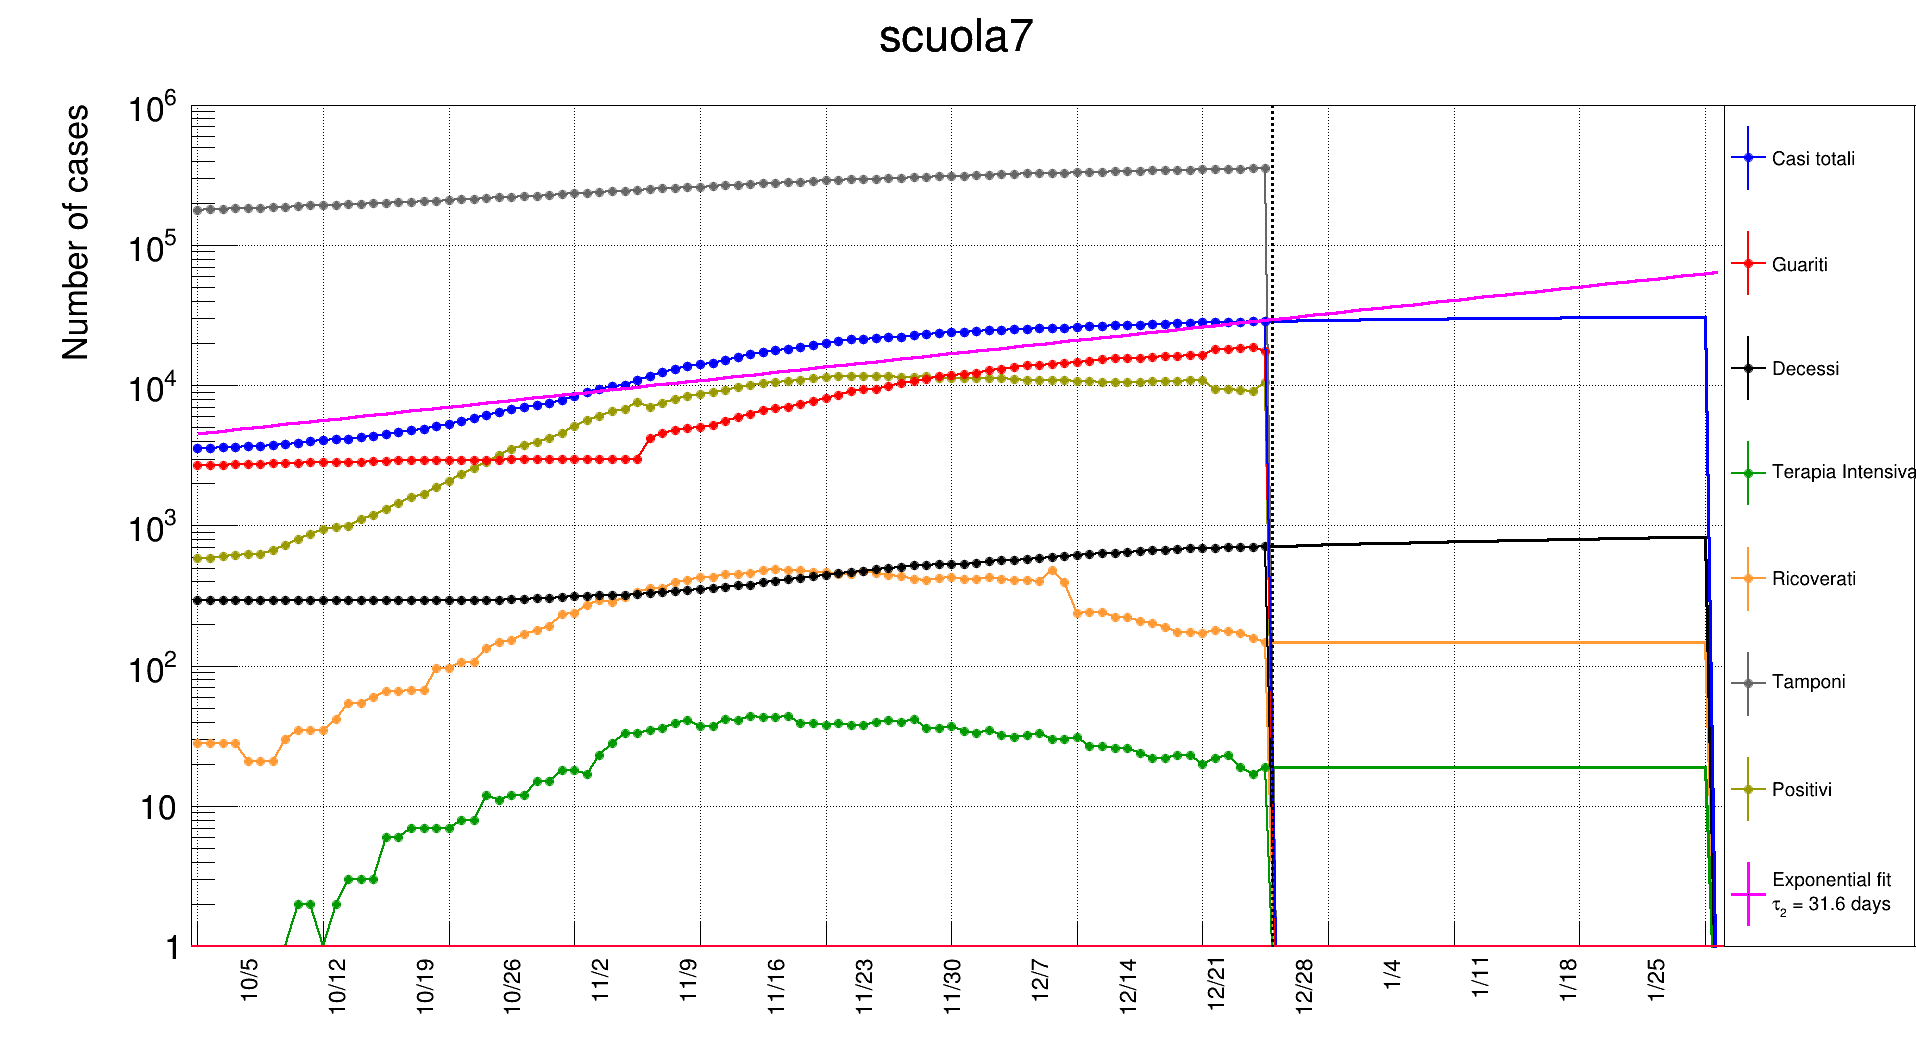 scuola7
Number of cases
10^6
10^5
10^4
10^3
10^2
10
1
10/5
10/12
10/19
10/26
11/2
11/9
11/16
11/23
11/30
12/7
12/14
12/21
12/28
1/4
1/11
1/18
1/25
Casi totali
Guariti
Decessi
Terapia Intensiva
Ricoverati
Tamponi
Positivi
Exponential fit
τ₂ = 31.6 days